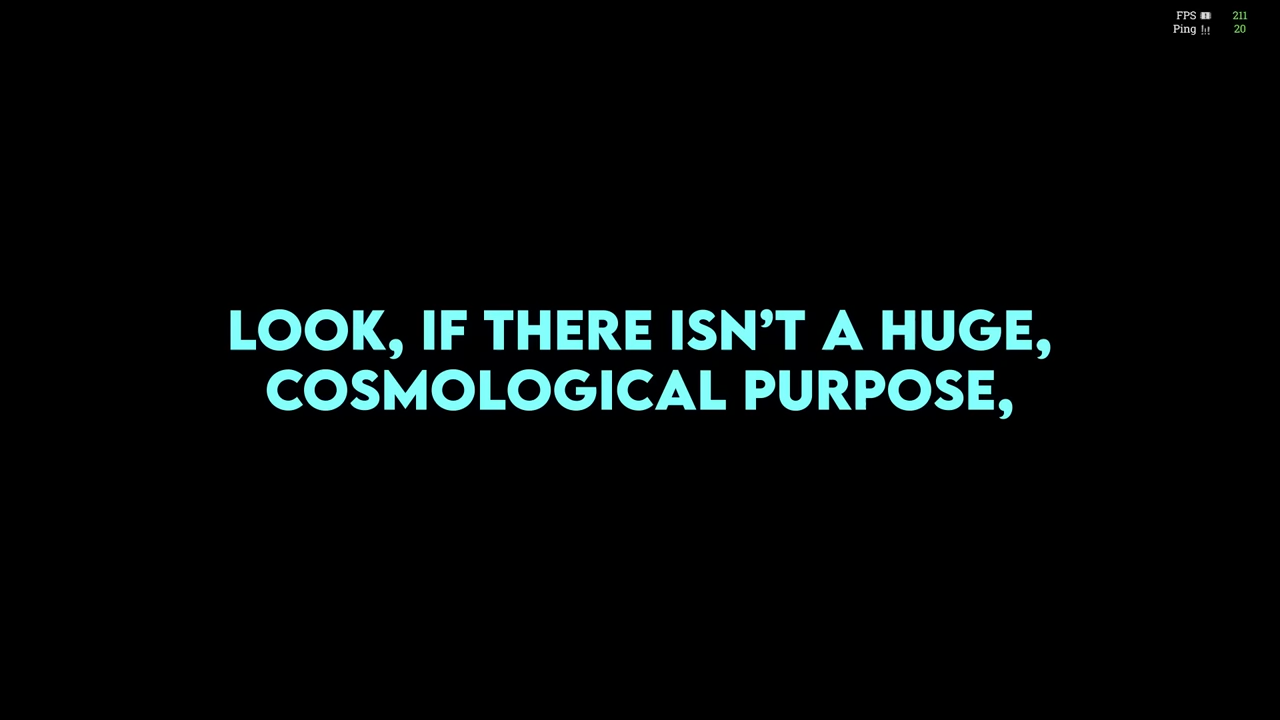 FPS 211
Ping 20
LOOK, IF THERE ISN’T A HUGE,
COSMOLOGICAL PURPOSE,